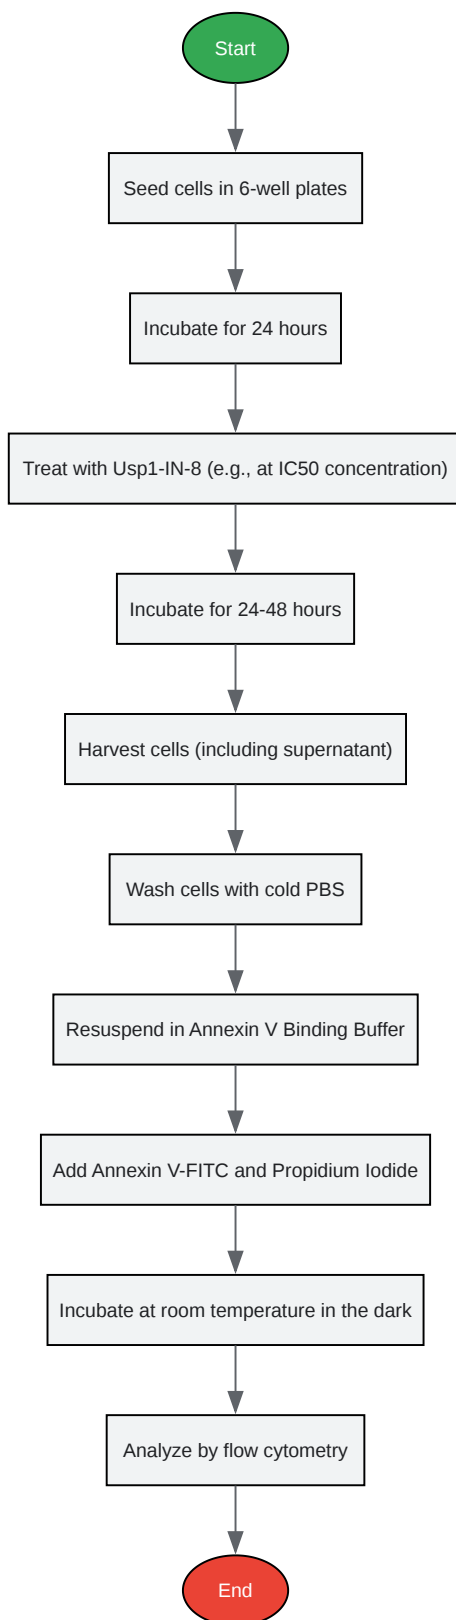 Start
Seed cells in 6-well plates
Incubate for 24 hours
Treat with Usp1-IN-8 (e.g., at IC50 concentration)
Incubate for 24-48 hours
Harvest cells (including supernatant)
Wash cells with cold PBS
Resuspend in Annexin V Binding Buffer
Add Annexin V-FITC and Propidium Iodide
Incubate at room temperature in the dark
Analyze by flow cytometry
End